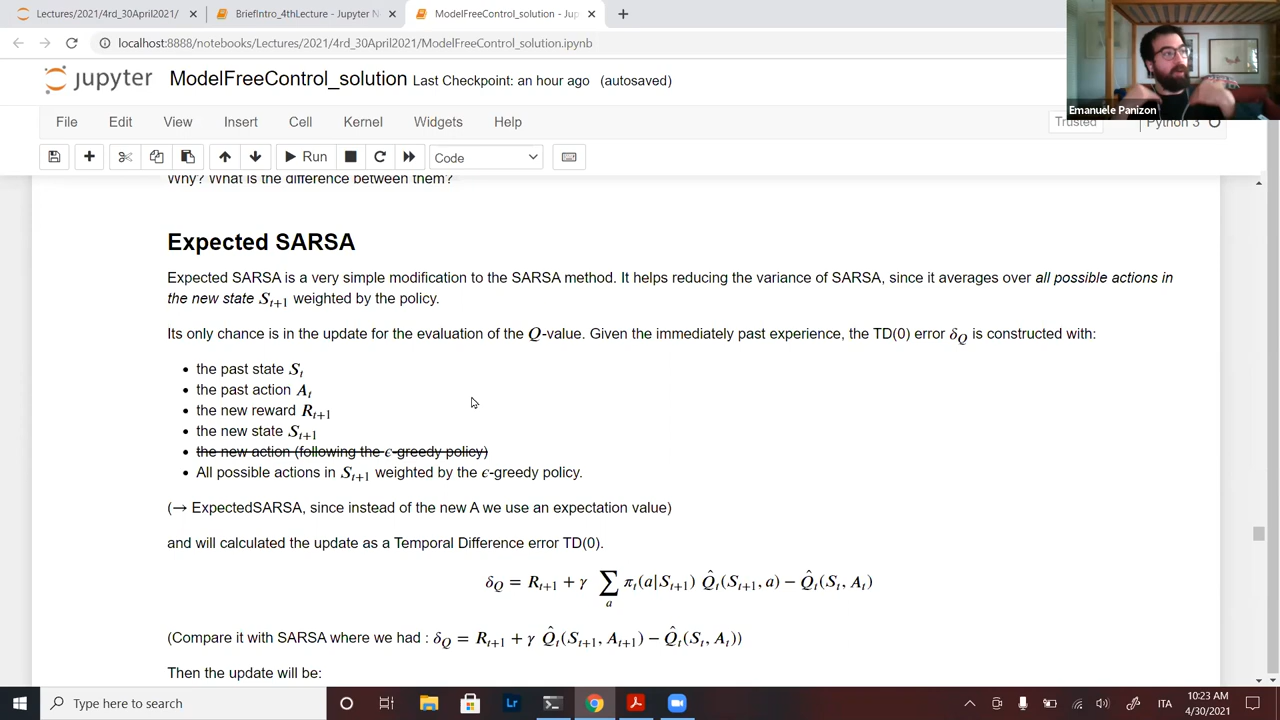 Lectures/2021/4rd_30April2021/
BriefIntro_4thLecture - Jupyter N
ModelFreeControl_solution - Jup
localhost:8888/notebooks/Lectures/2021/4rd_30April2021/ModelFreeControl_solution.ipynb
jupyter ModelFreeControl_solution Last Checkpoint: an hour ago (autosaved)
Emanuele Panizon
File Edit View Insert Cell Kernel Widgets Help
Trusted Python 3
Run Code
Why? What is the difference between them?
Expected SARSA
Expected SARSA is a very simple modification to the SARSA method. It helps reducing the variance of SARSA, since it averages over all possible actions in
the new state S_{t+1} weighted by the policy.
Its only chance is in the update for the evaluation of the Q-value. Given the immediately past experience, the TD(0) error δ_Q is constructed with:
• the past state S_t
• the past action A_t
• the new reward R_{t+1}
• the new state S_{t+1}
• the new action (following the ϵ-greedy policy)
• All possible actions in S_{t+1} weighted by the ϵ-greedy policy.
(→ ExpectedSARSA, since instead of the new A we use an expectation value)
and will calculated the update as a Temporal Difference error TD(0).
δ_Q = R_{t+1} + γ ∑_a π_t(a|S_{t+1}) Q̂_t(S_{t+1}, a) − Q̂_t(S_t, A_t)
(Compare it with SARSA where we had : δ_Q = R_{t+1} + γ Q̂_t(S_{t+1}, A_{t+1}) − Q̂_t(S_t, A_t))
Then the update will be:
Type here to search
Lr
ITA
10:23 AM
4/30/2021